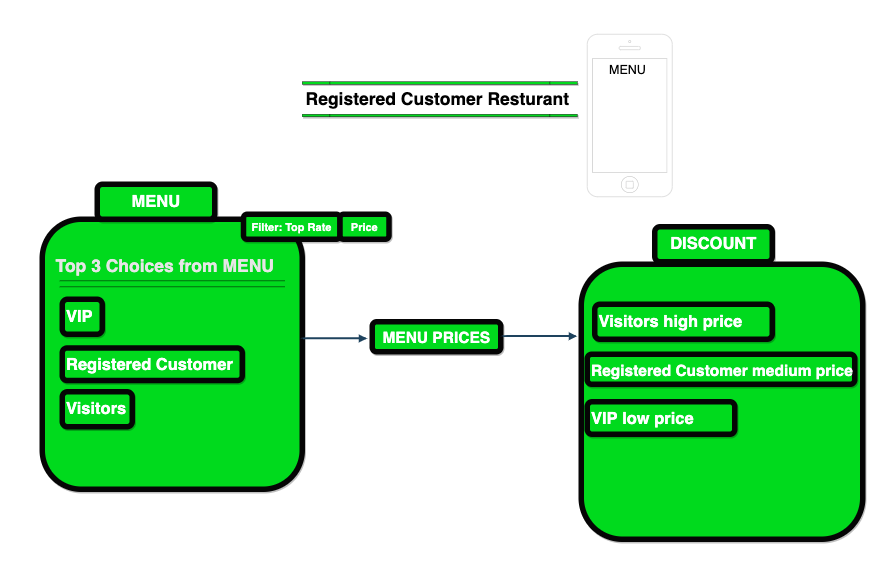 MENU
Registered Customer Resturant
MENU
Filter: Top Rate
Price
Top 3 Choices from MENU
VIP
Registered Customer
Visitors
MENU PRICES
DISCOUNT
Visitors high price
Registered Customer medium price
VIP low price